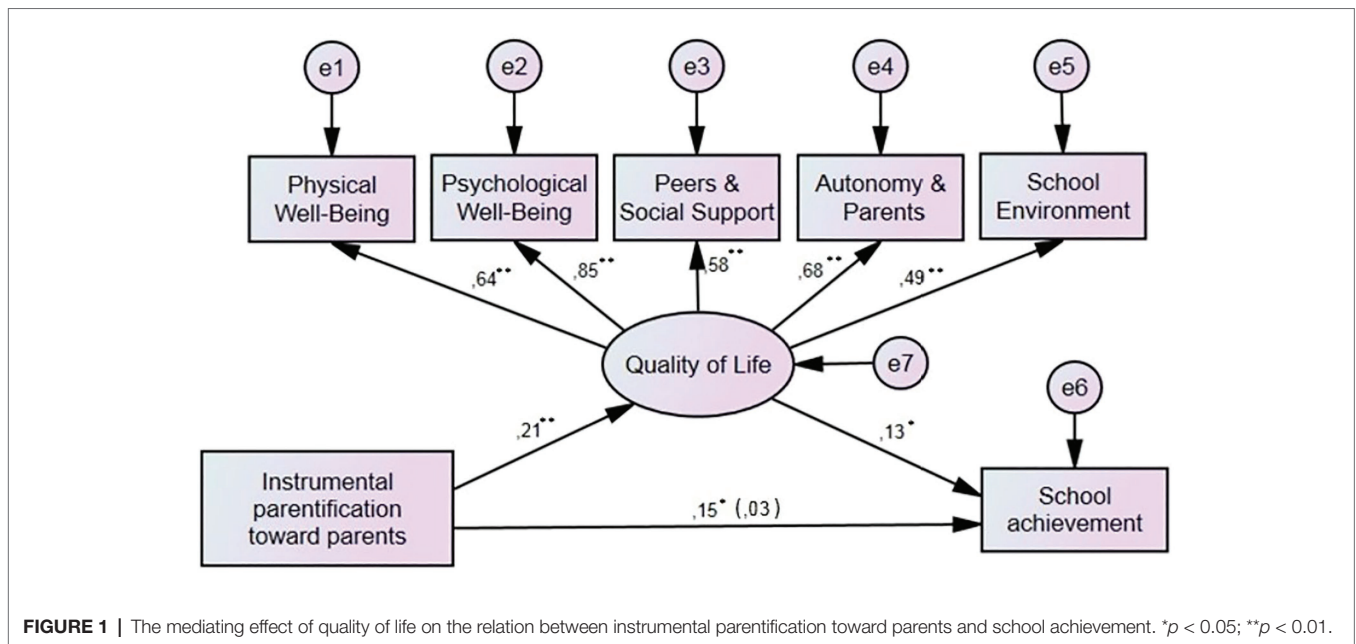 e1
e2
e3
e4
e5
Physical
Well-Being
Psychological
Well-Being
Peers &
Social Support
Autonomy &
Parents
School
Environment
,64**
,85**
,58**
,68**
,49**
Quality of Life
e7
e6
,21**
,13*
Instrumental
parentification
toward parents
,15* (,03)
School
achievement
FIGURE 1 | The mediating effect of quality of life on the relation between instrumental parentification toward parents and school achievement. *p < 0.05; **p < 0.01.